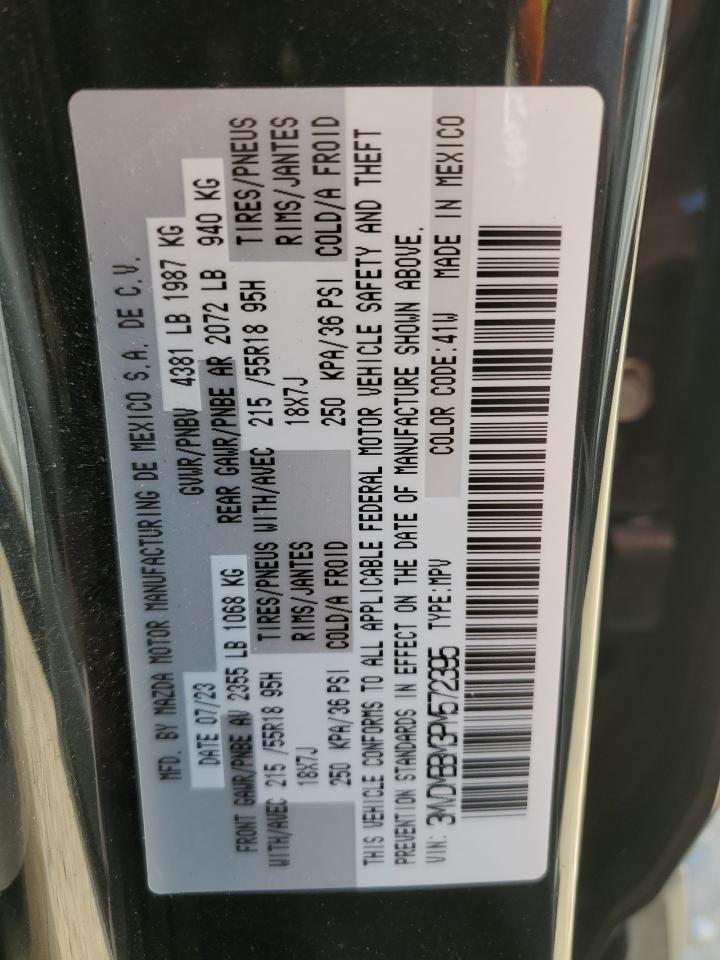 MFD. BY MAZDA MOTOR MANUFACTURING DE MEXICO S.A. DE C.V.
DATE 07/23 GVWR/PNBV 4381 LB 1987 KG
FRONT GAWR/PNBE AV 2355 LB 1068 KG REAR GAWR/PNBE AR 2072 LB 940 KG
WITH/AVEC 215 /55R18 95H TIRES/PNEUS WITH/AVEC 215 /55R18 95H TIRES/PNEUS
18X7J RIMS/JANTES 18X7J RIMS/JANTES
250 KPA/36 PSI COLD/A FROID 250 KPA/36 PSI COLD/A FROID
THIS VEHICLE CONFORMS TO ALL APPLICABLE FEDERAL MOTOR VEHICLE SAFETY AND THEFT
PREVENTION STANDARDS IN EFFECT ON THE DATE OF MANUFACTURE SHOWN ABOVE.
VIN: 3MVDMBBM3PM572395 TYPE:MPV COLOR CODE:41W MADE IN MEXICO